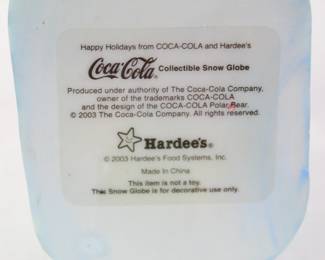 Happy Holidays from COCA-COLA and Hardee's
Coca-Cola Collectible Snow Globe
Produced under authority of The Coca-Cola Company,
owner of the trademarks COCA-COLA
and the design of the COCA-COLA Polar Bear.
© 2003 The Coca-Cola Company. All rights reserved.
Hardee's®
© 2003 Hardee's Food Systems, Inc.
Made In China
This item is not a toy.
This Snow Globe is for decorative use only.